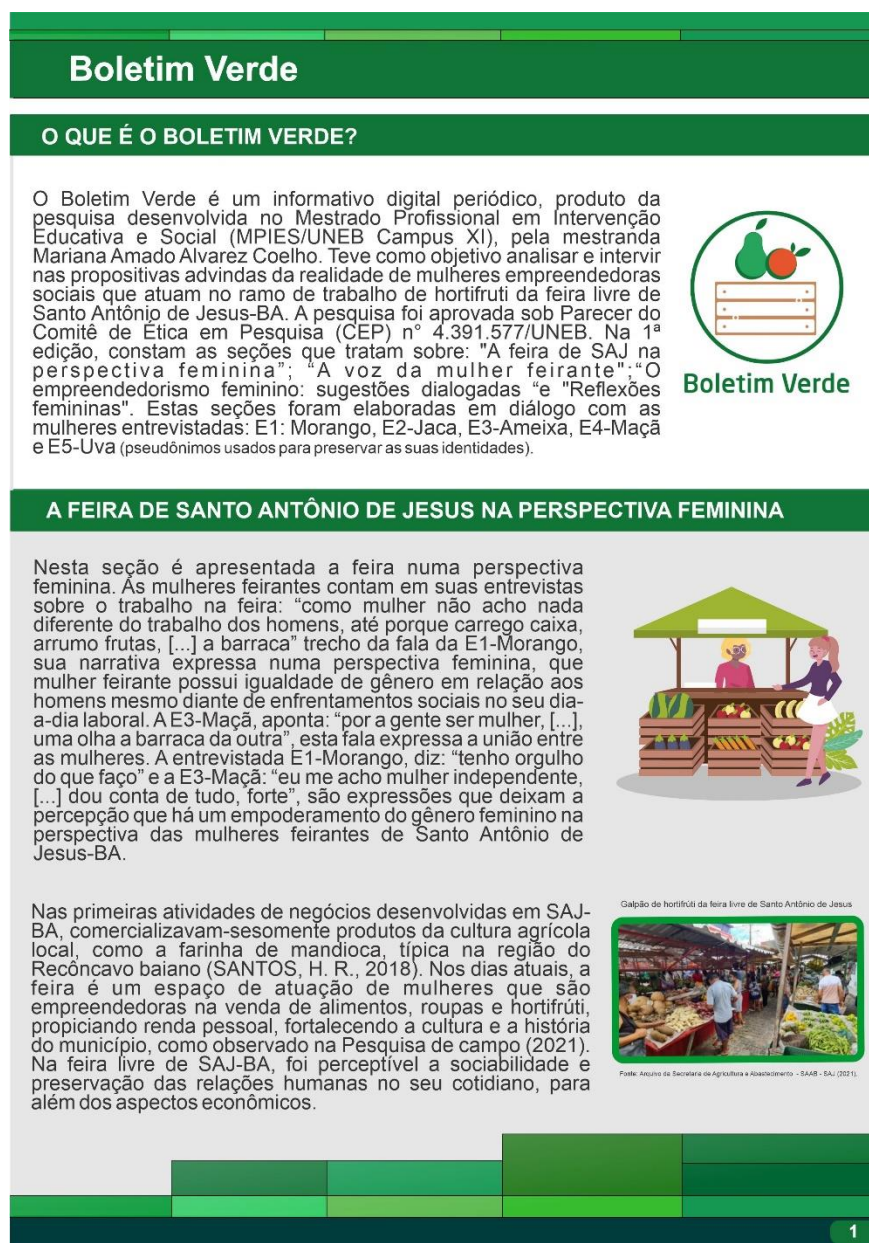 Boletim Verde
O QUE É O BOLETIM VERDE?
O Boletim Verde é um informativo digital periódico, produto da
pesquisa desenvolvida no Mestrado Profissional em Intervenção
Educativa e Social (MPIES/UNEB Campus XI), pela mestranda
Mariana Amado Alvarez Coelho. Teve como objetivo analisar e intervir
nas propositivas advindas da realidade de mulheres empreendedoras
sociais que atuam no ramo de trabalho de hortifruti da feira livre de
Santo Antônio de Jesus-BA. A pesquisa foi aprovada sob Parecer do
Comitê de Ética em Pesquisa (CEP) n° 4.391.577/UNEB. Na 1ª
edição, constam as seções que tratam sobre: "A feira de SAJ na
perspectiva feminina"; "A voz da mulher feirante";“O
empreendedorismo feminino: sugestões dialogadas “e "Reflexões
femininas". Estas seções foram elaboradas em diálogo com as
mulheres entrevistadas: E1: Morango, E2-Jaca, E3-Ameixa, E4-Maçã
e E5-Uva (pseudônimos usados para preservar as suas identidades).
Boletim Verde
A FEIRA DE SANTO ANTÔNIO DE JESUS NA PERSPECTIVA FEMININA
Nesta seção é apresentada a feira numa perspectiva
feminina. As mulheres feirantes contam em suas entrevistas
sobre o trabalho na feira: “como mulher não acho nada
diferente do trabalho dos homens, até porque carrego caixa,
arrumo frutas, [...] a barraca” trecho da fala da E1-Morango,
sua narrativa expressa numa perspectiva feminina, que
mulher feirante possui igualdade de gênero em relação aos
homens mesmo diante de enfrentamentos sociais no seu dia-
a-dia laboral. A E3-Maçã, aponta: “por a gente ser mulher, [...],
uma olha a barraca da outra”, esta fala expressa a união entre
as mulheres. A entrevistada E1-Morango, diz: “tenho orgulho
do que faço” e a E3-Maçã: “eu me acho mulher independente,
[...] dou conta de tudo, forte”, são expressões que deixam a
percepção que há um empoderamento do gênero feminino na
perspectiva das mulheres feirantes de Santo Antônio de
Jesus-BA.
Nas primeiras atividades de negócios desenvolvidas em SAJ-
BA, comercializavam-sesomente produtos da cultura agrícola
local, como a farinha de mandioca, típica na região do
Recôncavo baiano (SANTOS, H. R., 2018). Nos dias atuais, a
feira é um espaço de atuação de mulheres que são
empreendedoras na venda de alimentos, roupas e hortifrúti,
propiciando renda pessoal, fortalecendo a cultura e a história
do município, como observado na Pesquisa de campo (2021).
Na feira livre de SAJ-BA, foi perceptível a sociabilidade e
preservação das relações humanas no seu cotidiano, para
além dos aspectos econômicos.
Galpão de hortifrúti da feira livre de Santo Antônio de Jesus
Fonte: Arquivo da Secretaria de Agricultura e Abastecimento - SAAB - SAJ (2021).
1